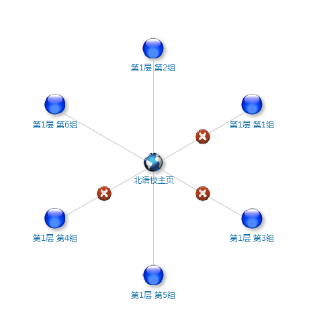 第1层 第2组
第1层 第6组
第1层 第1组
北语校主页
第1层 第4组
第1层 第3组
第1层 第5组